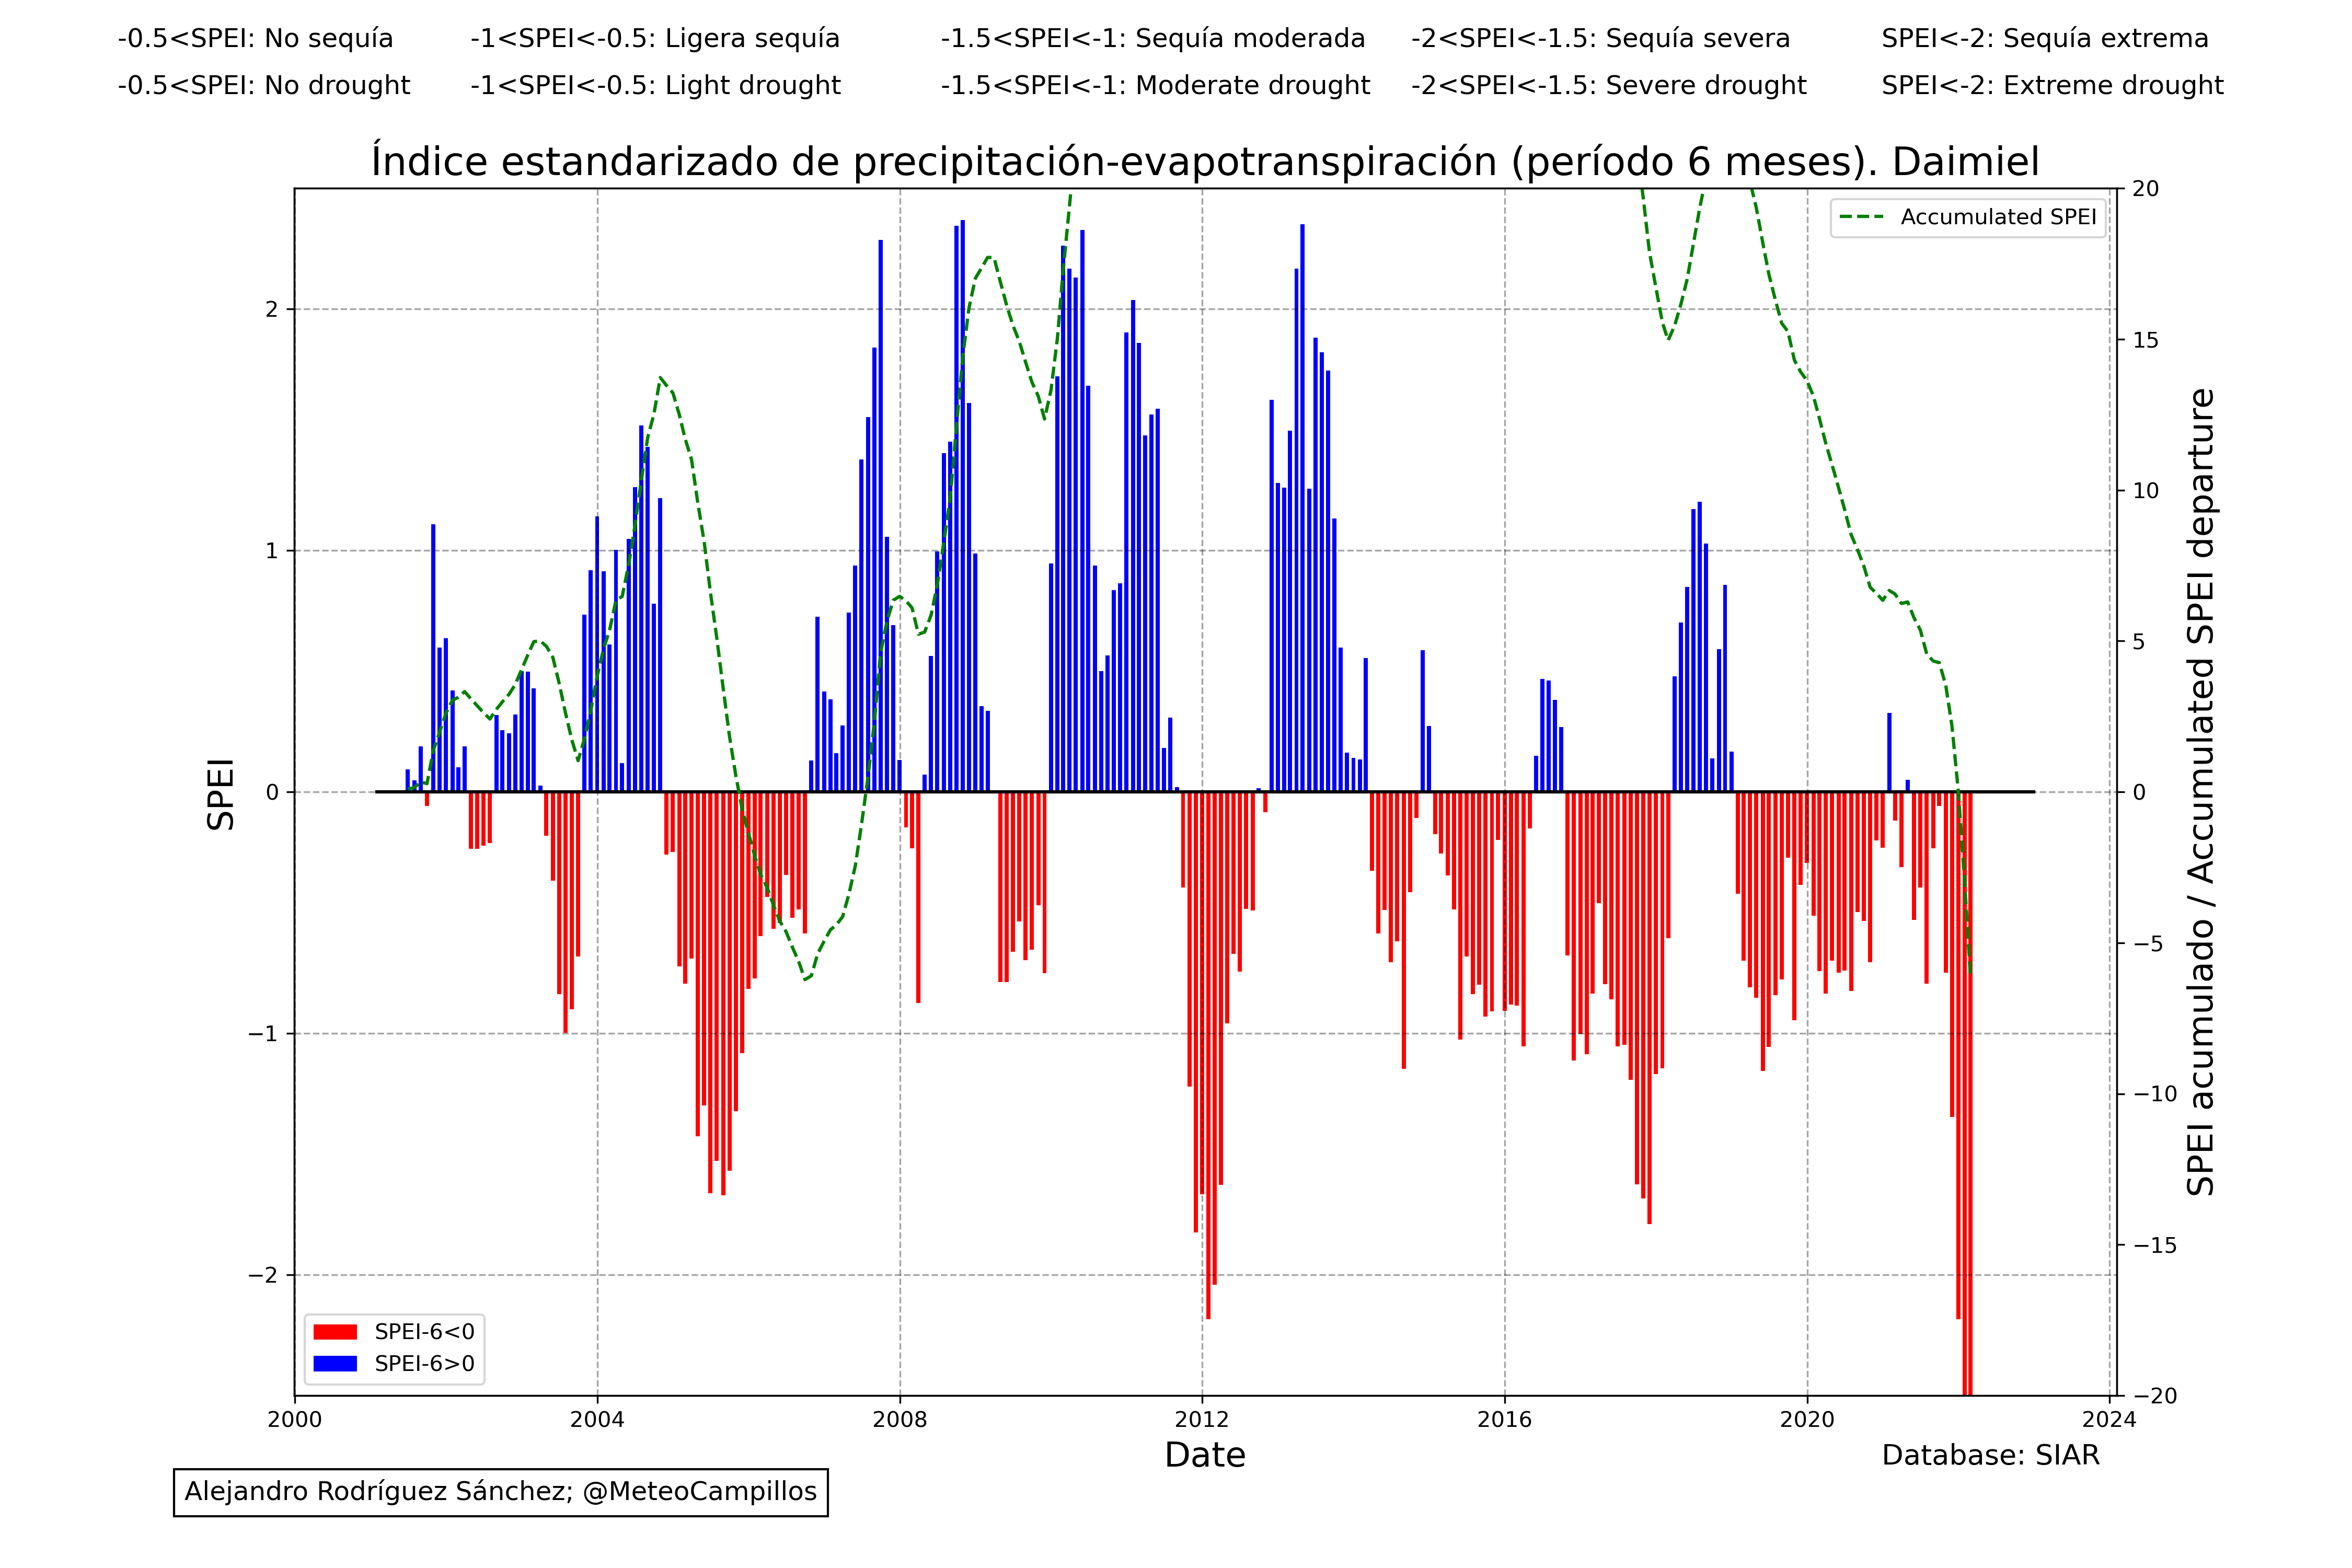 -0.5<SPEI: No sequía -1<SPEI<-0.5: Ligera sequía -1.5<SPEI<-1: Sequía moderada -2<SPEI<-1.5: Sequía severa SPEI<-2: Sequía extrema
-0.5<SPEI: No drought -1<SPEI<-0.5: Light drought -1.5<SPEI<-1: Moderate drought -2<SPEI<-1.5: Severe drought SPEI<-2: Extreme drought
Índice estandarizado de precipitación-evapotranspiración (período 6 meses). Daimiel
Accumulated SPEI
SPEI
2
1
0
−1
−2
20
15
10
5
0
−5
−10
−15
−20
SPEI acumulado / Accumulated SPEI departure
SPEI-6<0
SPEI-6>0
2000 2004 2008 2012 2016 2020 2024
Date
Database: SIAR
Alejandro Rodríguez Sánchez; @MeteoCampillos